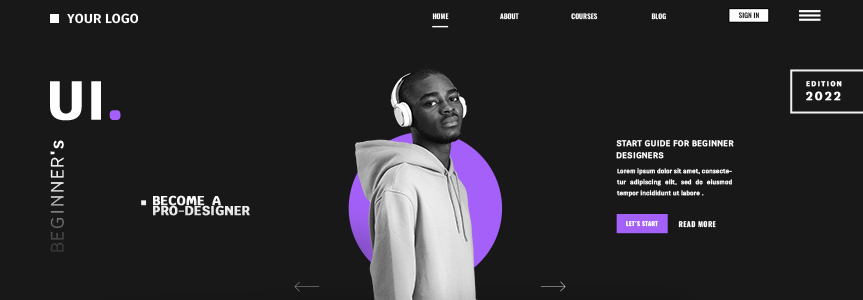 YOUR LOGO
HOME
ABOUT
COURSES
BLOG
SIGN IN
EDITION
2022
UI.
BEGINNER's
BECOME A
PRO-DESIGNER
START GUIDE FOR BEGINNER
DESIGNERS
Lorem ipsum dolor sit amet, consecte-
tur adipiscing elit, sed do eiusmod
tempor incididunt ut labore .
LET'S START
READ MORE